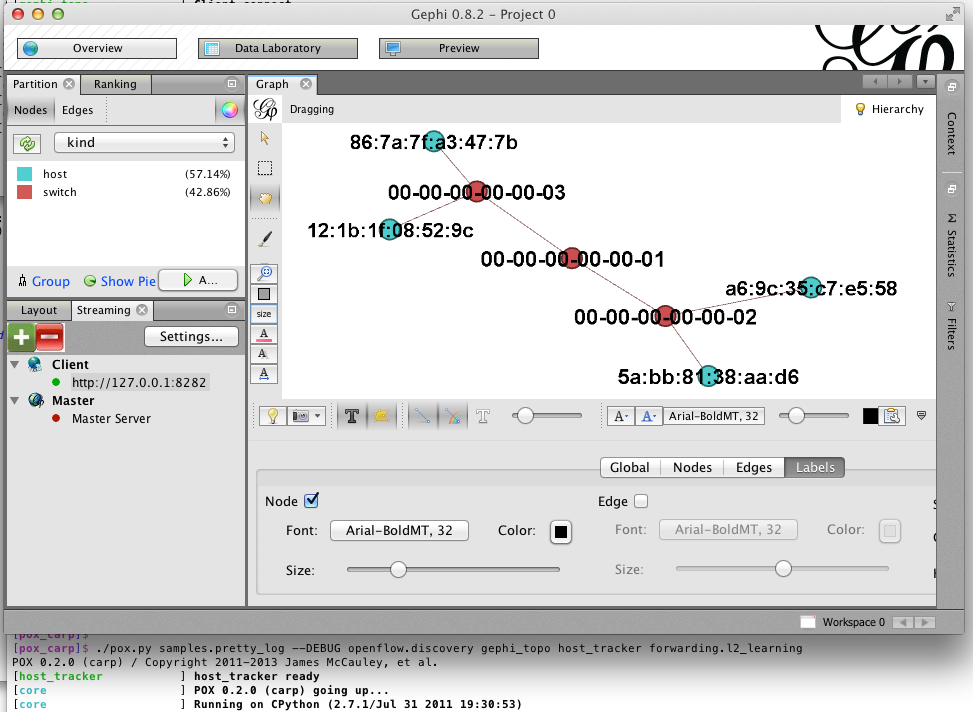 Gephi 0.8.2 – Project 0
Overview
Data Laboratory
Preview
Partition
Ranking
Nodes
Edges
kind
host (57.14%)
switch (42.86%)
Group
Show Pie
A...
Layout
Streaming
Settings...
Client
http://127.0.0.1:8282
Master
Master Server
Graph
Dragging
Hierarchy
86:7a:7f:a3:47:7b
00-00-00-00-00-03
12:1b:1f:08:52:9c
00-00-00-00-00-01
a6:9c:35:c7:e5:58
00-00-00-00-00-02
5a:bb:81:38:aa:d6
size
A
A
A
T
T
A-
A-
Arial-BoldMT, 32
Global
Nodes
Edges
Labels
Node
Edge
Font:
Arial-BoldMT, 32
Color:
Font:
Arial-BoldMT, 32
Color:
Size:
Size:
Context
Statistics
Filters
Workspace 0
[pox_carp]$
[pox_carp]$ ./pox.py samples.pretty_log --DEBUG openflow.discovery gephi_topo host_tracker forwarding.l2_learning
POX 0.2.0 (carp) / Copyright 2011-2013 James McCauley, et al.
[host_tracker ] host_tracker ready
[core ] POX 0.2.0 (carp) going up...
[core ] Running on CPython (2.7.1/Jul 31 2011 19:30:53)